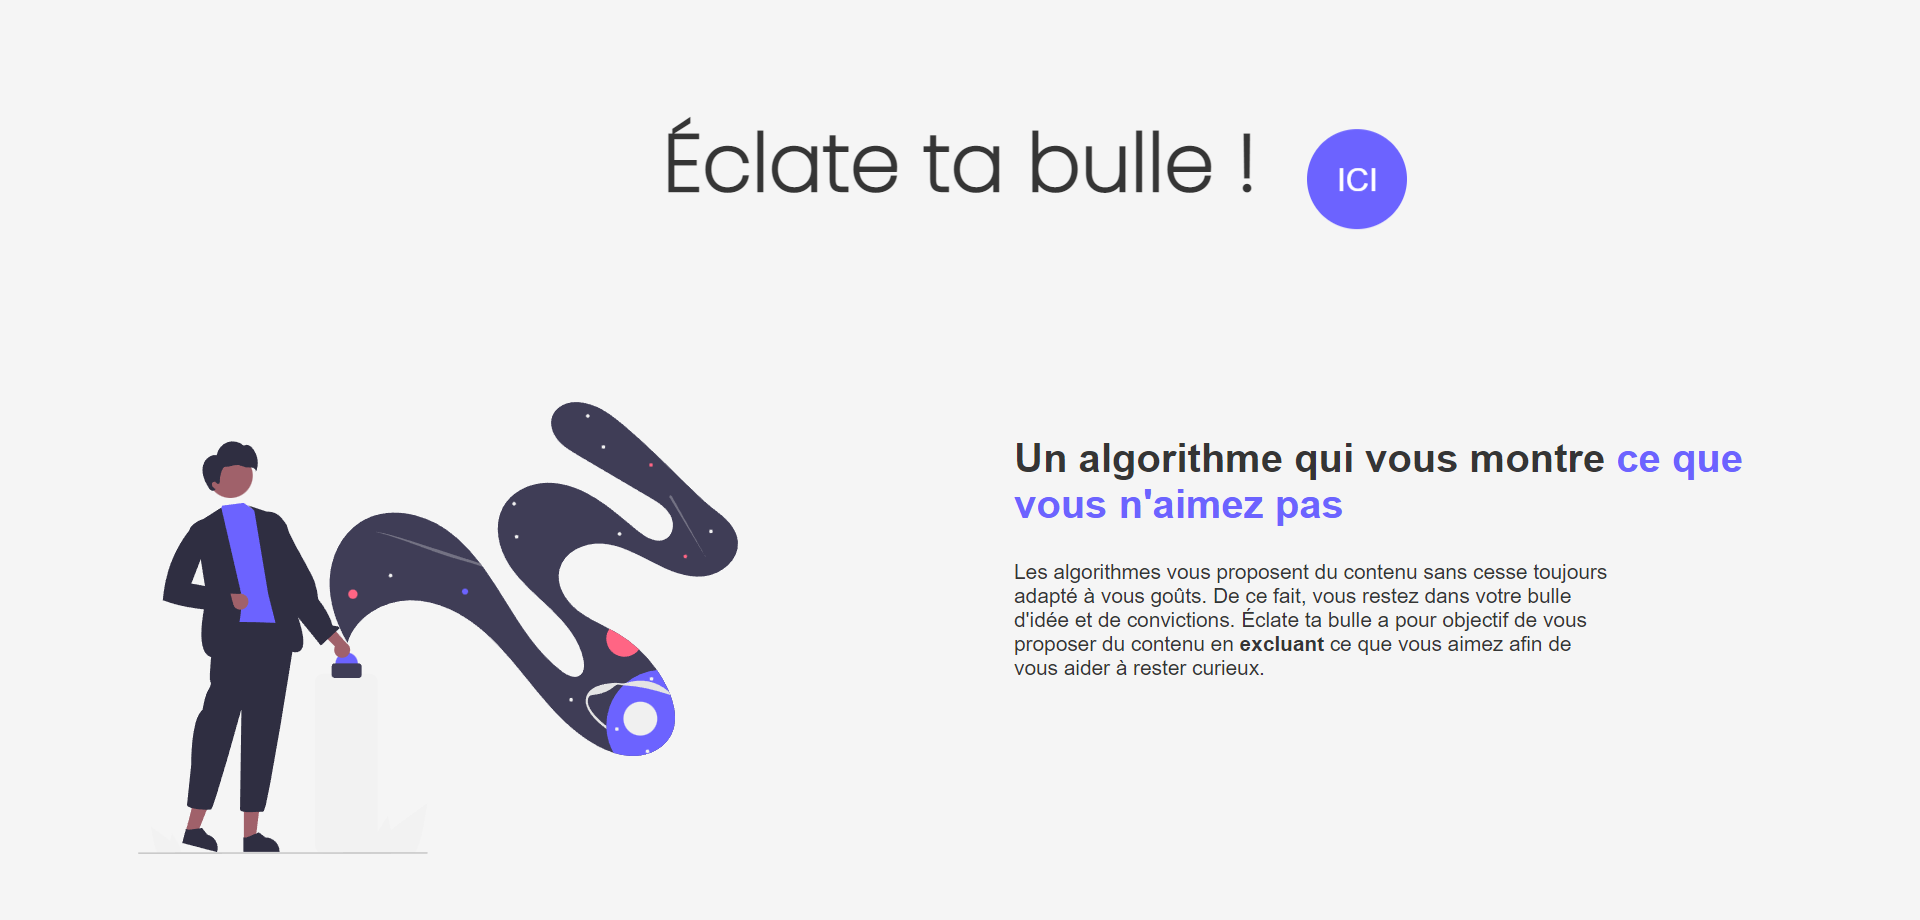 Éclate ta bulle !
ICI
Un algorithme qui vous montre ce que
vous n'aimez pas
Les algorithmes vous proposent du contenu sans cesse toujours
adapté à vous goûts. De ce fait, vous restez dans votre bulle
d'idée et de convictions. Éclate ta bulle a pour objectif de vous
proposer du contenu en excluant ce que vous aimez afin de
vous aider à rester curieux.